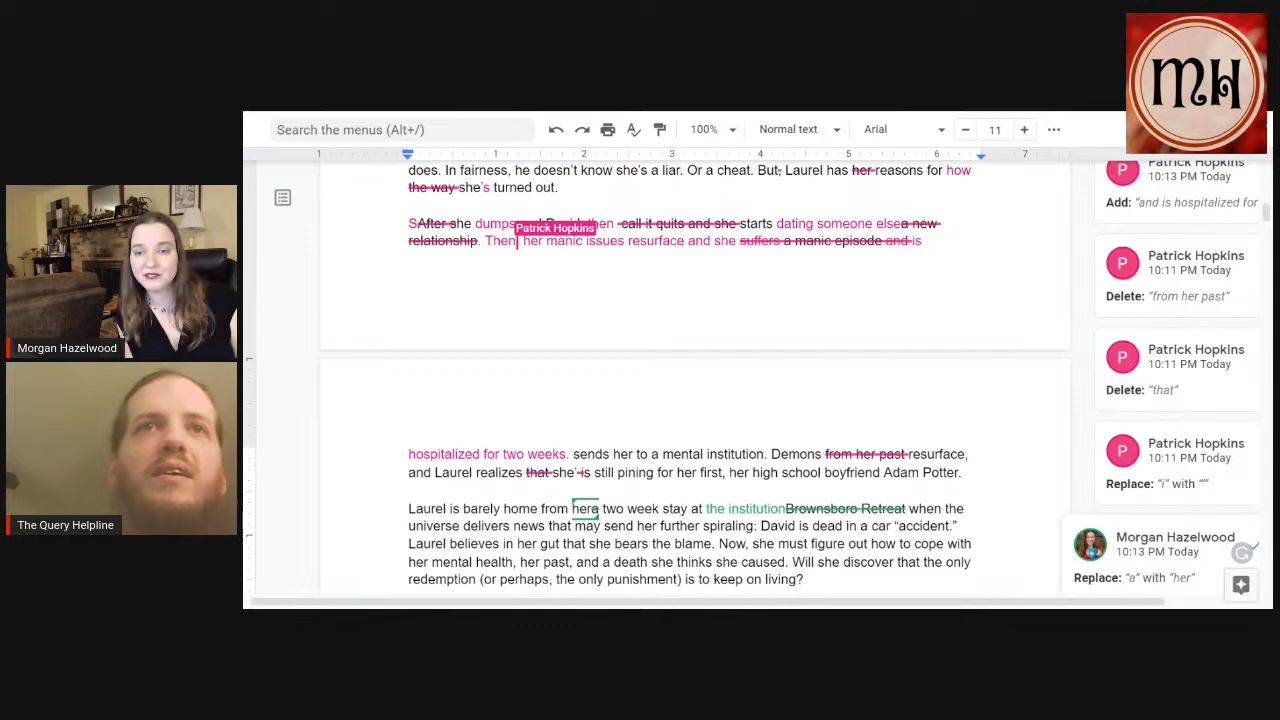 MH
Search the menus (Alt+/)
100%
Normal text
Arial
11
1 1 2 3 4 5 6 7
does. In fairness, he doesn't know she's a liar. Or a cheat. But, Laurel has her reasons for how
the way she's turned out.
SAfter she dumps David then call it quits and she starts dating someone elsea new
Patrick Hopkins
relationship. Then her manic issues resurface and she suffers a manic episode and is
hospitalized for two weeks. sends her to a mental institution. Demons from her past resurface,
and Laurel realizes that she'is still pining for her first, her high school boyfriend Adam Potter.
Laurel is barely home from her two week stay at the institutionBrownsboro Retreat when the
universe delivers news that may send her further spiraling: David is dead in a car “accident.”
Laurel believes in her gut that she bears the blame. Now, she must figure out how to cope with
her mental health, her past, and a death she thinks she caused. Will she discover that the only
redemption (or perhaps, the only punishment) is to keep on living?
Patrick Hopkins
10:13 PM Today
Add: “and is hospitalized for
P
Patrick Hopkins
10:11 PM Today
Delete: “from her past”
P
Patrick Hopkins
10:11 PM Today
Delete: “that”
P
Patrick Hopkins
10:11 PM Today
Replace: “i” with “'”
Morgan Hazelwood
10:13 PM Today
Replace: “a” with “her”
Morgan Hazelwood
The Query Helpline